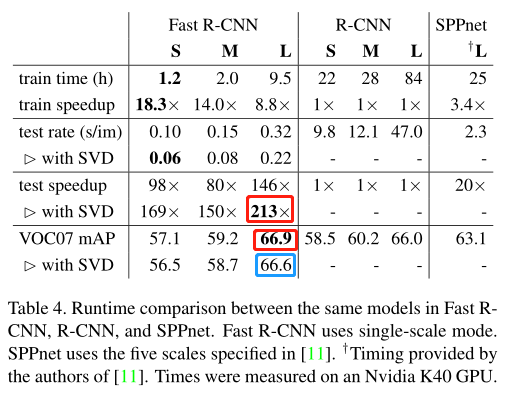 Fast R-CNN R-CNN SPPnet
S M L S M L †L
train time (h) 1.2 2.0 9.5 22 28 84 25
train speedup 18.3× 14.0× 8.8× 1× 1× 1× 3.4×
test rate (s/im) 0.10 0.15 0.32 9.8 12.1 47.0 2.3
▷ with SVD 0.06 0.08 0.22 - - - -
test speedup 98× 80× 146× 1× 1× 1× 20×
▷ with SVD 169× 150× 213× - - - -
VOC07 mAP 57.1 59.2 66.9 58.5 60.2 66.0 63.1
▷ with SVD 56.5 58.7 66.6 - - - -
Table 4. Runtime comparison between the same models in Fast R-
CNN, R-CNN, and SPPnet. Fast R-CNN uses single-scale mode.
SPPnet uses the five scales specified in [11]. †Timing provided by
the authors of [11]. Times were measured on an Nvidia K40 GPU.